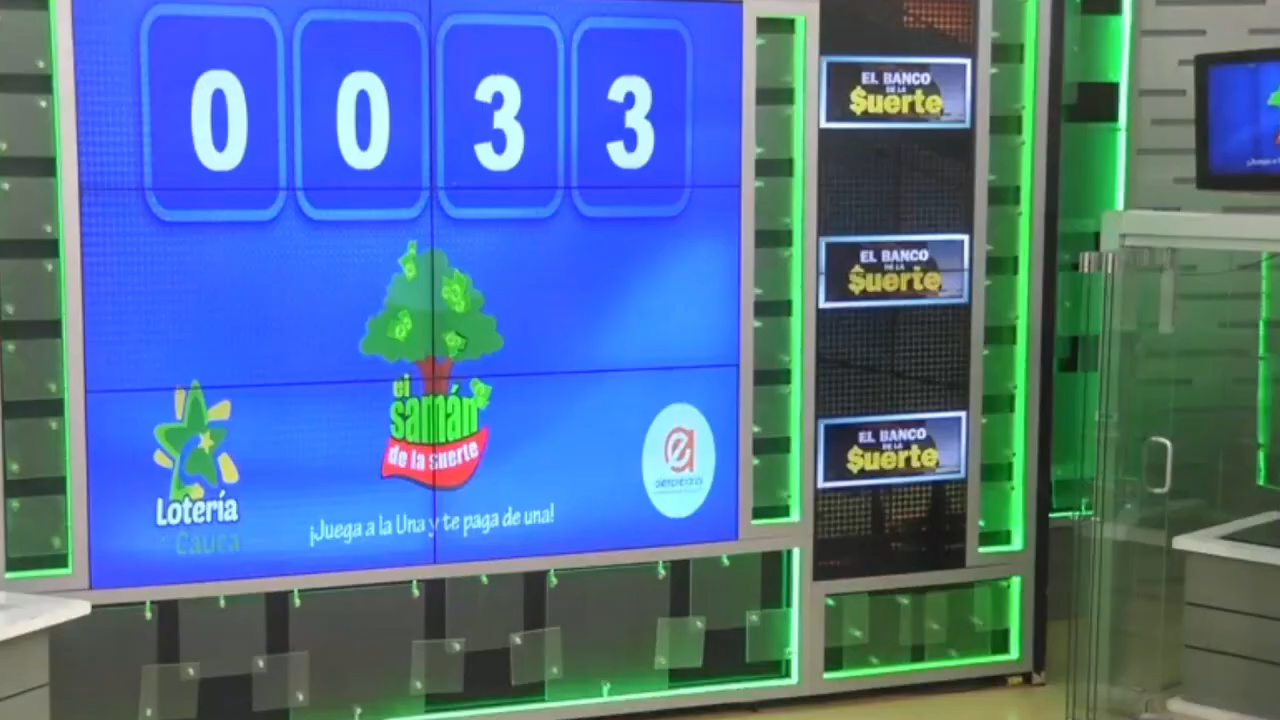 0 0 3 3
EL BANCO
DE LA
$uerte
EL BANCO
DE LA
$uerte
EL BANCO
DE LA
$uerte
el
samán
de la suerte
Lotería
Cauca
¡Juega a la Una y te paga de una!